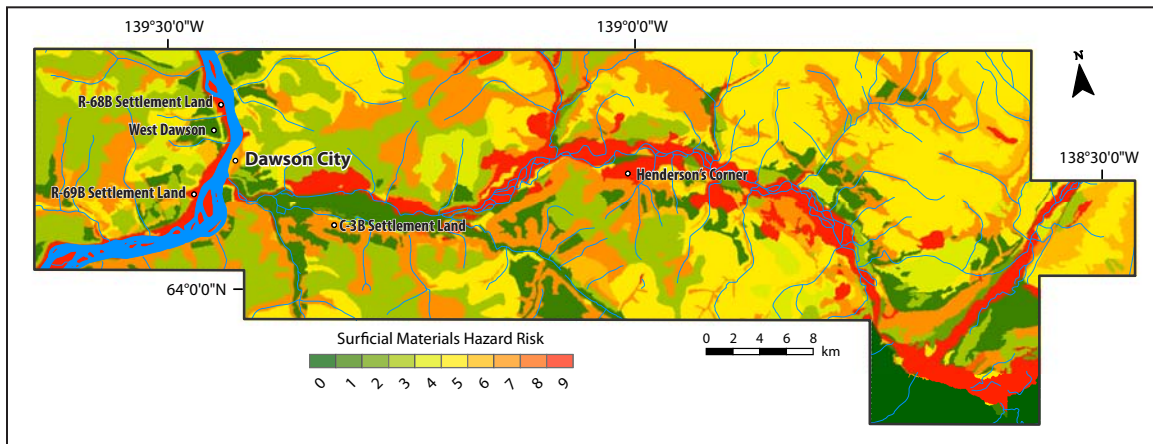 139°30'0"W
139°0'0"W
N
R-68B Settlement Land
West Dawson
Dawson City
138°30'0"W
Henderson's Corner
R-69B Settlement Land
C-3B Settlement Land
64°0'0"N
Surficial Materials Hazard Risk
0 1 2 3 4 5 6 7 8 9
0 2 4 6 8
km